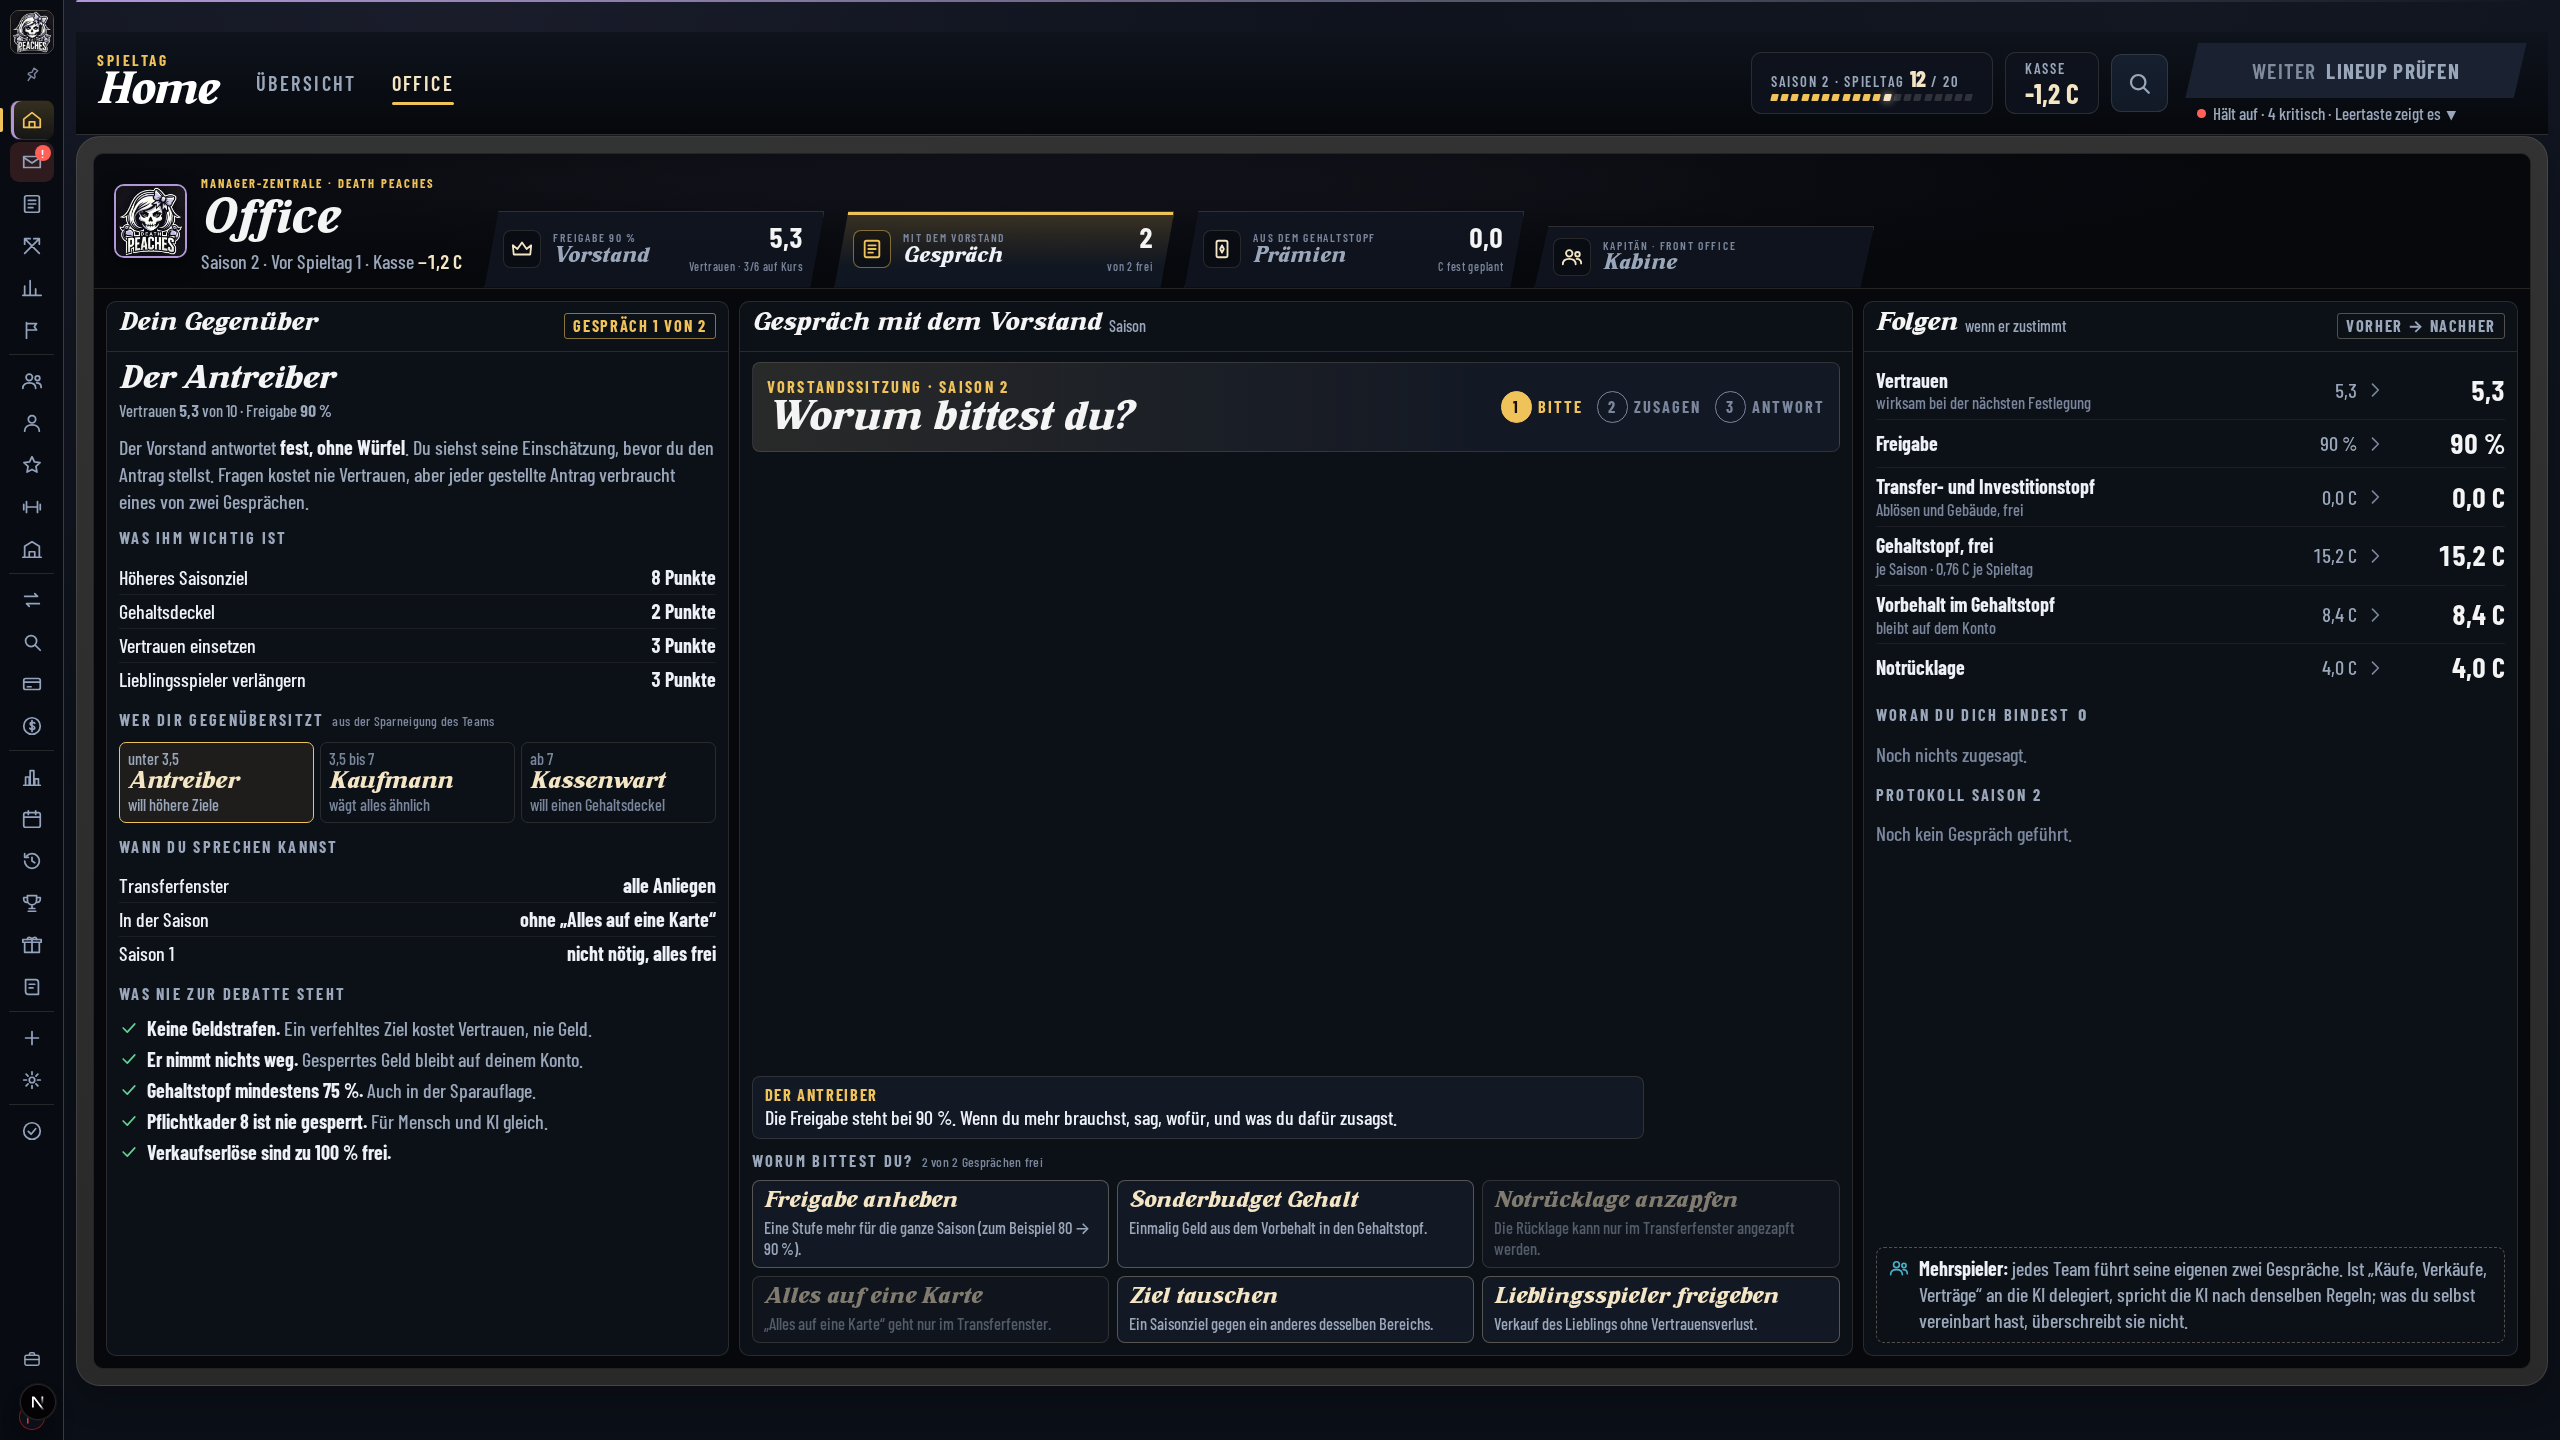 SPIELTAG
Home
ÜBERSICHT
OFFICE
SAISON 2 · SPIELTAG 12 / 20
KASSE
-1,2 C
WEITER LINEUP PRÜFEN
Hält auf · 4 kritisch · Leertaste zeigt es ▼
MANAGER-ZENTRALE · DEATH PEACHES
Office
Saison 2 · Vor Spieltag 1 · Kasse −1,2 C
FREIGABE 90 %
Vorstand
5,3
Vertrauen · 3/6 auf Kurs
MIT DEM VORSTAND
Gespräch
2
von 2 frei
AUS DEM GEHALTSTOPF
Prämien
0,0
C fest geplant
KAPITÄN · FRONT OFFICE
Kabine
Dein Gegenüber
GESPRÄCH 1 VON 2
Der Antreiber
Vertrauen 5,3 von 10 · Freigabe 90 %
Der Vorstand antwortet fest, ohne Würfel. Du siehst seine Einschätzung, bevor du den
Antrag stellst. Fragen kostet nie Vertrauen, aber jeder gestellte Antrag verbraucht
eines von zwei Gesprächen.
WAS IHM WICHTIG IST
Höheres Saisonziel 8 Punkte
Gehaltsdeckel 2 Punkte
Vertrauen einsetzen 3 Punkte
Lieblingsspieler verlängern 3 Punkte
WER DIR GEGENÜBERSITZT aus der Sparneigung des Teams
unter 3,5
Antreiber
will höhere Ziele
3,5 bis 7
Kaufmann
wägt alles ähnlich
ab 7
Kassenwart
will einen Gehaltsdeckel
WANN DU SPRECHEN KANNST
Transferfenster alle Anliegen
In der Saison ohne „Alles auf eine Karte“
Saison 1 nicht nötig, alles frei
WAS NIE ZUR DEBATTE STEHT
Keine Geldstrafen. Ein verfehltes Ziel kostet Vertrauen, nie Geld.
Er nimmt nichts weg. Gesperrtes Geld bleibt auf deinem Konto.
Gehaltstopf mindestens 75 %. Auch in der Sparauflage.
Pflichtkader 8 ist nie gesperrt. Für Mensch und KI gleich.
Verkaufserlöse sind zu 100 % frei.
Gespräch mit dem Vorstand Saison
VORSTANDSSITZUNG · SAISON 2
Worum bittest du?
1 BITTE 2 ZUSAGEN 3 ANTWORT
DER ANTREIBER
Die Freigabe steht bei 90 %. Wenn du mehr brauchst, sag, wofür, und was du dafür zusagst.
WORUM BITTEST DU? 2 von 2 Gesprächen frei
Freigabe anheben
Eine Stufe mehr für die ganze Saison (zum Beispiel 80 →
90 %).
Sonderbudget Gehalt
Einmalig Geld aus dem Vorbehalt in den Gehaltstopf.
Notrücklage anzapfen
Die Rücklage kann nur im Transferfenster angezapft
werden.
Alles auf eine Karte
„Alles auf eine Karte“ geht nur im Transferfenster.
Ziel tauschen
Ein Saisonziel gegen ein anderes desselben Bereichs.
Lieblingsspieler freigeben
Verkauf des Lieblings ohne Vertrauensverlust.
Folgen wenn er zustimmt
VORHER → NACHHER
Vertrauen
wirksam bei der nächsten Festlegung
5,3 5,3
Freigabe 90 % 90 %
Transfer- und Investitionstopf
Ablösen und Gebäude, frei
0,0 C 0,0 C
Gehaltstopf, frei
je Saison · 0,76 C je Spieltag
15,2 C 15,2 C
Vorbehalt im Gehaltstopf
bleibt auf dem Konto
8,4 C 8,4 C
Notrücklage 4,0 C 4,0 C
WORAN DU DICH BINDEST 0
Noch nichts zugesagt.
PROTOKOLL SAISON 2
Noch kein Gespräch geführt.
Mehrspieler: jedes Team führt seine eigenen zwei Gespräche. Ist „Käufe, Verkäufe,
Verträge“ an die KI delegiert, spricht die KI nach denselben Regeln; was du selbst
vereinbart hast, überschreibt sie nicht.
DEATH
PEACHES
N